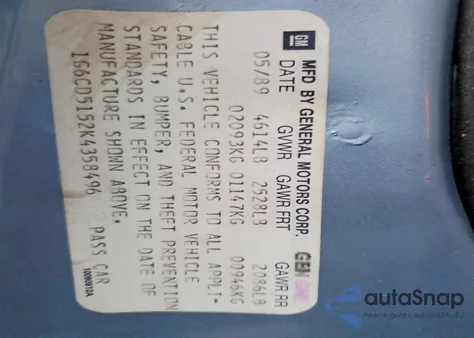 GM
MFD BY GENERAL MOTORS CORP.
DATE GVWR GAWR FRT GAWR RR
05/89 4614LB 2528LB 2086LB
02093KG 01147KG 00946KG
THIS VEHICLE CONFORMS TO ALL APPLI-
CABLE U.S. FEDERAL MOTOR VEHICLE
SAFETY, BUMPER, AND THEFT PREVENTION
STANDARDS IN EFFECT ON THE DATE OF
MANUFACTURE SHOWN ABOVE.
1G6CD5152K4358496 PASS CAR
autoSnap